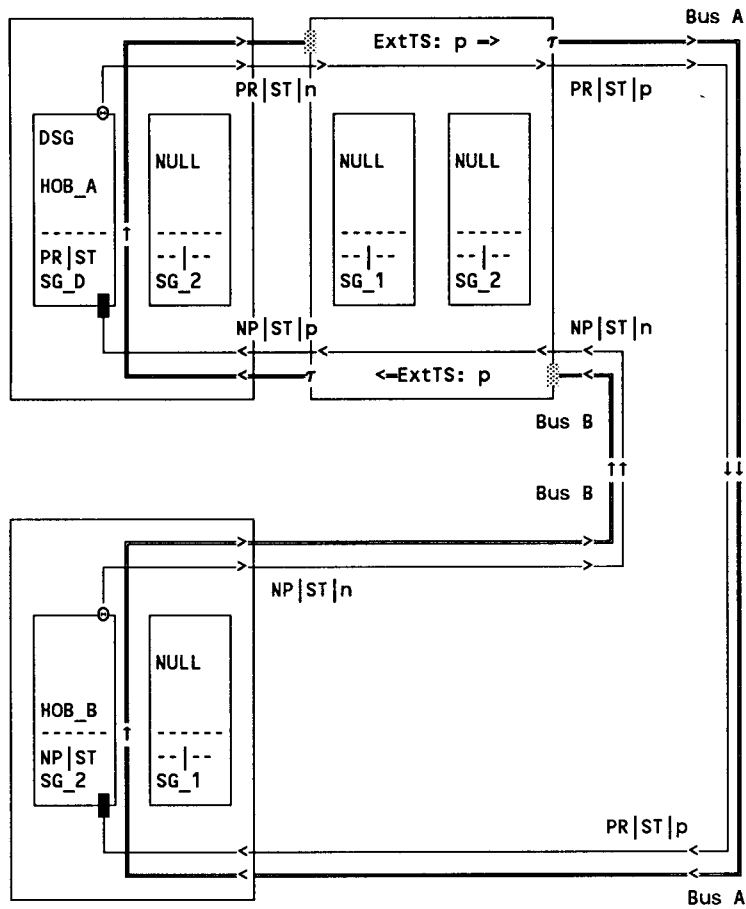 Bus A
ExtTS: p => τ
PR|ST|n
PR|ST|p
DSG
HOB_A
------
PR|ST
SG_D
NULL
------
--|--
SG_2
NULL
------
--|--
SG_1
NULL
------
--|--
SG_2
NP|ST|p
NP|ST|n
τ <=ExtTS: p
Bus B
Bus B
NP|ST|n
HOB_B
------
NP|ST
SG_2
NULL
------
--|--
SG_1
PR|ST|p
Bus A